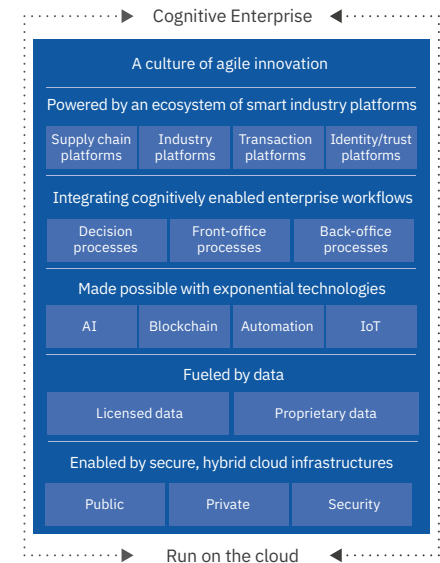 Cognitive Enterprise
A culture of agile innovation
Powered by an ecosystem of smart industry platforms
Supply chain
platforms
Industry
platforms
Transaction
platforms
Identity/trust
platforms
Integrating cognitively enabled enterprise workflows
Decision
processes
Front-office
processes
Back-office
processes
Made possible with exponential technologies
AI
Blockchain
Automation
IoT
Fueled by data
Licensed data
Proprietary data
Enabled by secure, hybrid cloud infrastructures
Public
Private
Security
Run on the cloud